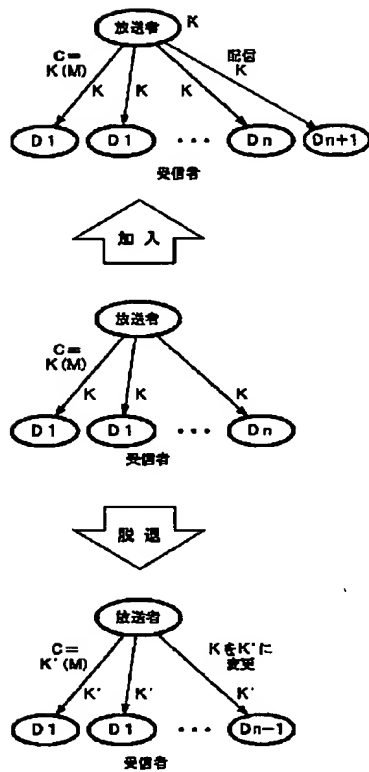 放送者 K
C=
K(M)
配信
K
K K K
D1 D1 ・・・ Dn Dn+1
受信者
加入
放送者
C=
K(M)
K K K
D1 D1 ・・・ Dn
受信者
脱退
放送者
C=
K'(M)
KをK'に
変更
K' K' K'
D1 D1 ・・・ Dn-1
受信者